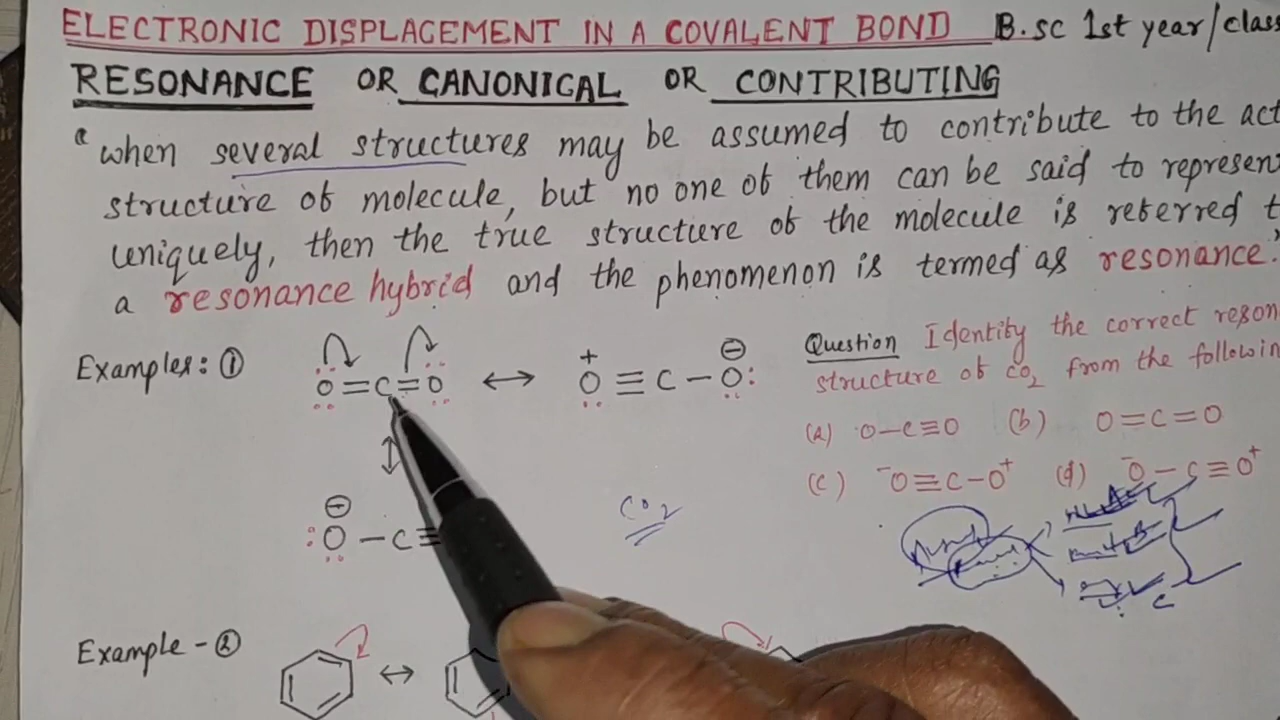 ELECTRONIC DISPLACEMENT IN A COVALENT BOND B.sc 1st year/class
RESONANCE OR CANONICAL OR CONTRIBUTING
"when several structures may be assumed to contribute to the act
structure of molecule, but no one of them can be said to represent
uniquely, then the true structure of the molecule is referred t
a resonance hybrid and the phenomenon is termed as resonance."
Examples: ① O=C=O ↔ O≡C-O:
+ ⊖
⊖
:O-C≡
CO2
Question Identity the correct reson
structure of CO2 from the followin
(a) O-C≡O (b) O=C=O
(c) ⁻O≡C-O⁺ (d) ⁻O-C≡O⁺
Example - ②